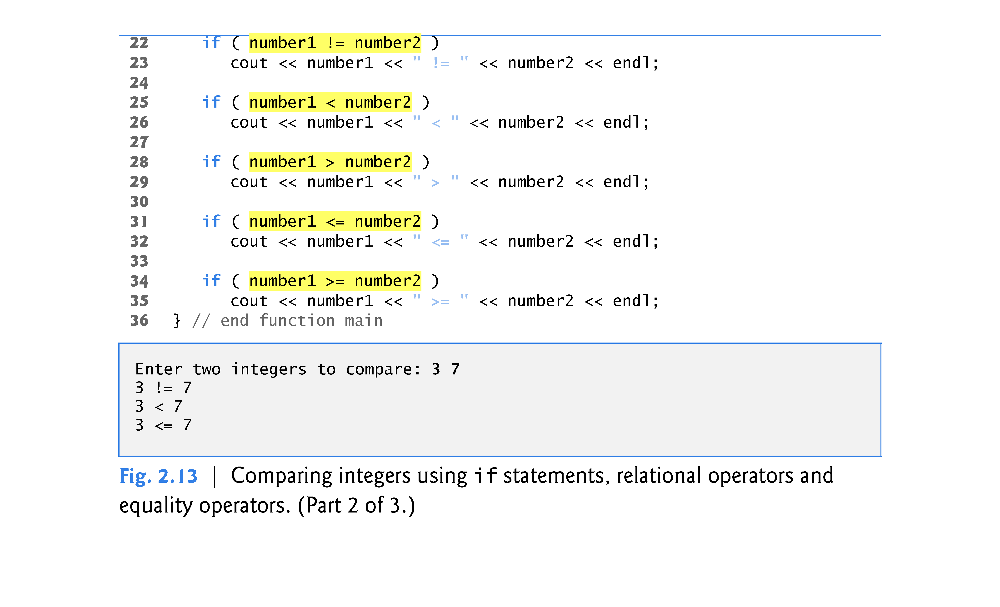 22 if ( number1 != number2 )
23 cout << number1 << " != " << number2 << endl;
24
25 if ( number1 < number2 )
26 cout << number1 << " < " << number2 << endl;
27
28 if ( number1 > number2 )
29 cout << number1 << " > " << number2 << endl;
30
31 if ( number1 <= number2 )
32 cout << number1 << " <= " << number2 << endl;
33
34 if ( number1 >= number2 )
35 cout << number1 << " >= " << number2 << endl;
36 } // end function main
Enter two integers to compare: 3 7
3 != 7
3 < 7
3 <= 7
Fig. 2.13 | Comparing integers using if statements, relational operators and
equality operators. (Part 2 of 3.)